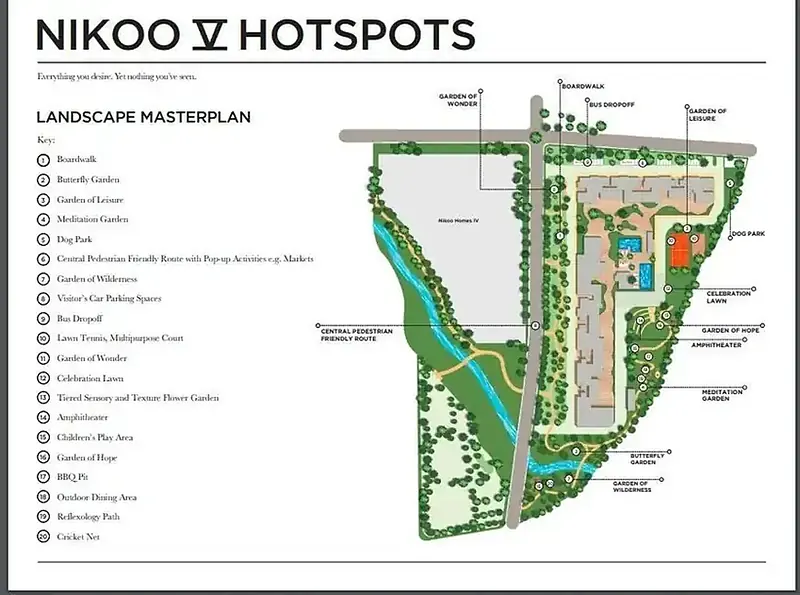 NIKOO V HOTSPOTS
Everything you desire. Yet nothing you've seen.
LANDSCAPE MASTERPLAN
Key:
1 Boardwalk
2 Butterfly Garden
3 Garden of Leisure
4 Meditation Garden
5 Dog Park
6 Central Pedestrian Friendly Route with Pop-up Activities e.g. Markets
7 Garden of Wilderness
8 Visitor's Car Parking Spaces
9 Bus Dropoff
10 Lawn Tennis, Multipurpose Court
11 Garden of Wonder
12 Celebration Lawn
13 Tiered Sensory and Texture Flower Garden
14 Amphitheater
15 Children's Play Area
16 Garden of Hope
17 BBQ Pit
18 Outdoor Dining Area
19 Reflexology Path
20 Cricket Net
GARDEN OF
WONDER
BOARDWALK
BUS DROPOFF
GARDEN OF
LEISURE
Nikoo Homes IV
DOG PARK
CELEBRATION
LAWN
CENTRAL PEDESTRIAN
FRIENDLY ROUTE
GARDEN OF HOPE
AMPHITHEATER
MEDITATION
GARDEN
BUTTERFLY
GARDEN
GARDEN OF
WILDERNESS